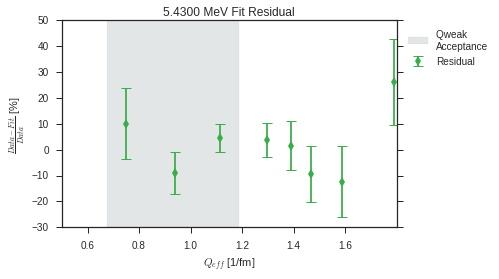 5.4300 MeV Fit Residual
50
40
30
20
10
0
−10
−20
−30
Data−Fit
Data
[%]
0.6 0.8 1.0 1.2 1.4 1.6
Q_eff [1/fm]
Qweak
Acceptance
Residual